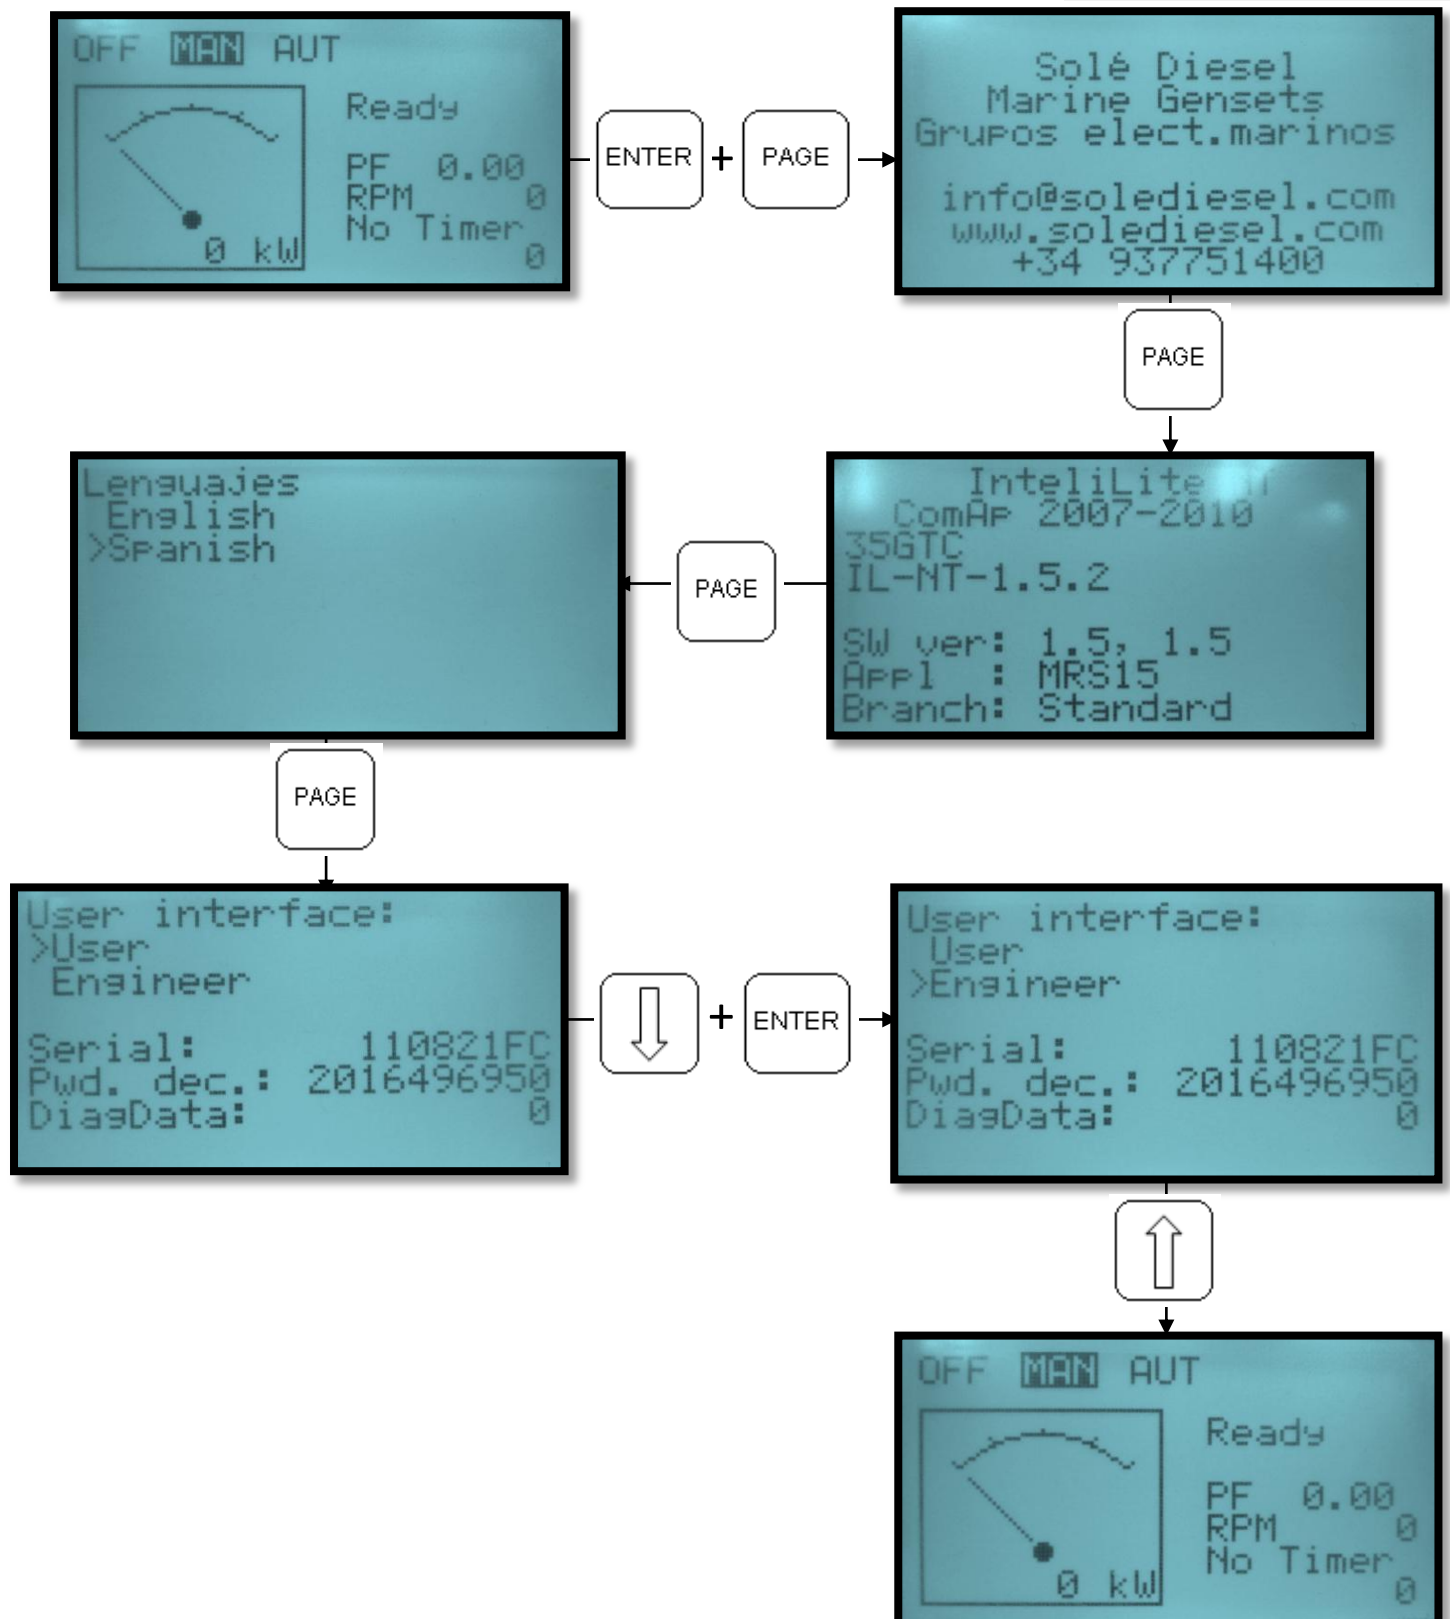 OFF MAN AUT
Ready
PF 0.00
RPM 0
No Timer
0 kW 0
ENTER + PAGE
Solé Diesel
Marine Gensets
Grupos elect.marinos
info@solediesel.com
www.solediesel.com
+34 937751400
PAGE
InteliLite
ComAp 2007-2010
35GTC
IL-NT-1.5.2
SW ver: 1.5, 1.5
Appl : MRS15
Branch: Standard
PAGE
Lenguajes
English
>Spanish
PAGE
User interface:
>User
Engineer
Serial: 110821FC
Pwd. dec.: 2016496950
DiagData: 0
+ ENTER
User interface:
User
>Engineer
Serial: 110821FC
Pwd. dec.: 2016496950
DiagData: 0
OFF MAN AUT
Ready
PF 0.00
RPM 0
No Timer
0 kW 0